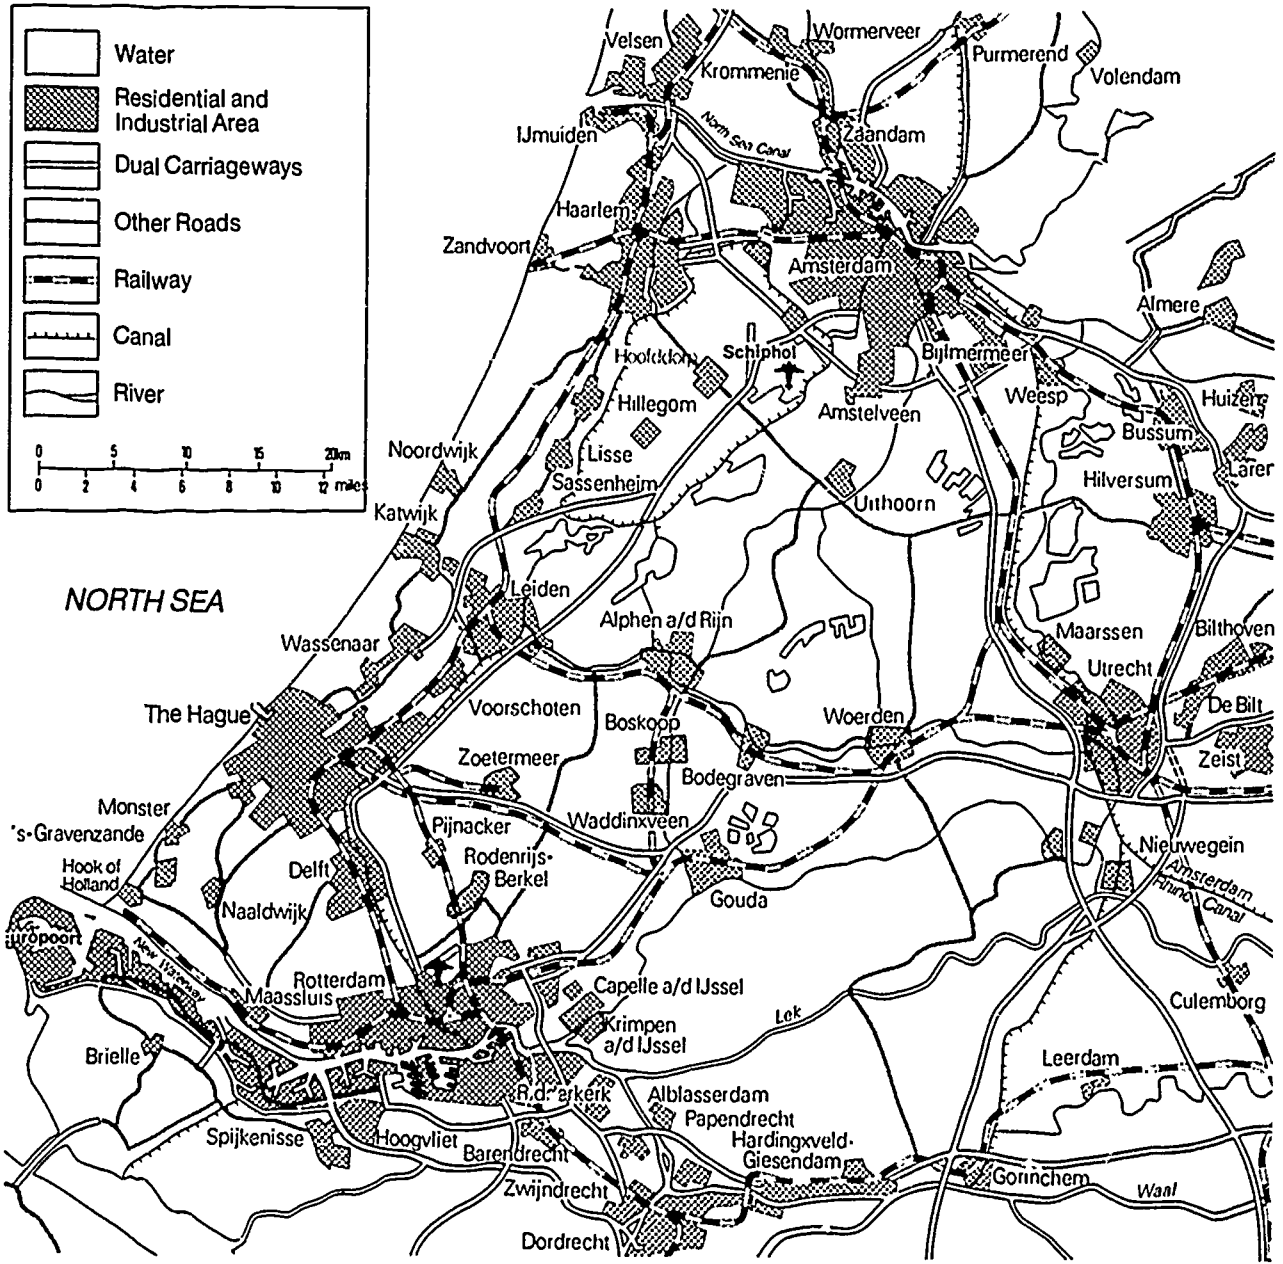 Water
Residential and
Industrial Area
Dual Carriageways
Other Roads
Railway
Canal
River
0 5 10 15 20km
0 2 4 6 8 10 12 miles
NORTH SEA
Velsen
Wormerveer
Krommenie
Purmerend
Volendam
IJmuiden
North Sea Canal
Zaandam
Haarlem
Zandvoort
Amsterdam
Almere
Hoofddorp
Schiphol
Bijlmermeer
Weesp
Huizen
Hillegom
Amstelveen
Bussum
Noordwijk
Lisse
Laren
Sassenheim
Hilversum
Katwijk
Uithoorn
Leiden
Alphen a/d Rijn
Maarssen
Bilthoven
Wassenaar
Utrecht
The Hague
Voorschoten
Boskoop
Woerden
De Bilt
Zoetermeer
Bodegraven
Zeist
Monster
's-Gravenzande
Pijnacker
Waddinxveen
Nieuwegein
Hook of
Holland
Delft
Rodenrijs-
Berkel
Amsterdam
Rhine Canal
Naaldwijk
Gouda
Europoort
New Waterway
Rotterdam
Maassluis
Capelle a/d IJssel
Culemborg
Krimpen
a/d IJssel
Lek
Brielle
Leerdam
Ridderkerk
Alblasserdam
Papendrecht
Spijkenisse
Hoogvliet
Hardingxveld-
Giesendam
Barendrecht
Zwijndrecht
Gorinchem
Waal
Dordrecht